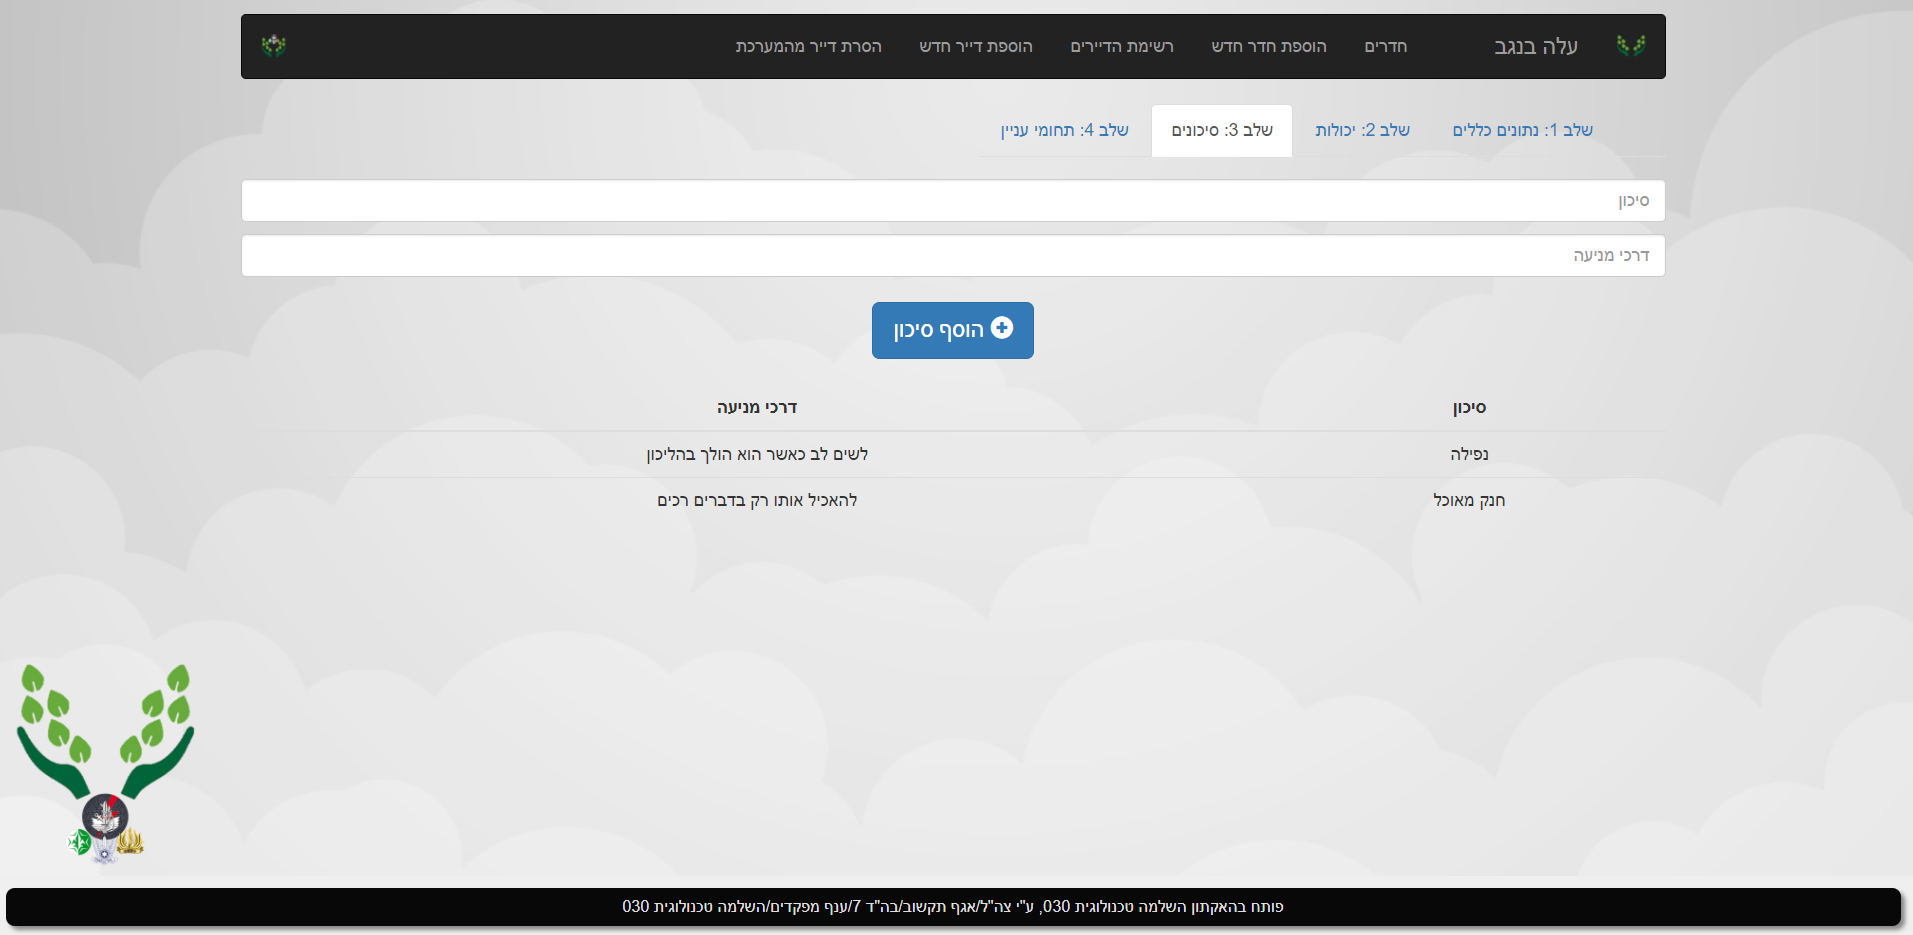 עלה בנגב חדרים הוספת חדר חדש רשימת הדיירים הוספת דייר חדש הסרת דייר מהמערכת
שלב 1: נתונים כללים שלב 2: יכולות שלב 3: סיכונים שלב 4: תחומי עניין
סיכון
דרכי מניעה
הוסף סיכון
סיכון דרכי מניעה
נפילה לשים לב כאשר הוא הולך בהליכון
חנק מאוכל להאכיל אותו רק בדברים רכים
פותח בהאקתון השלמה טכנולוגית 030, ע"י צה"ל/אגף תקשוב/בה"ד 7/ענף מפקדים/השלמה טכנולוגית 030